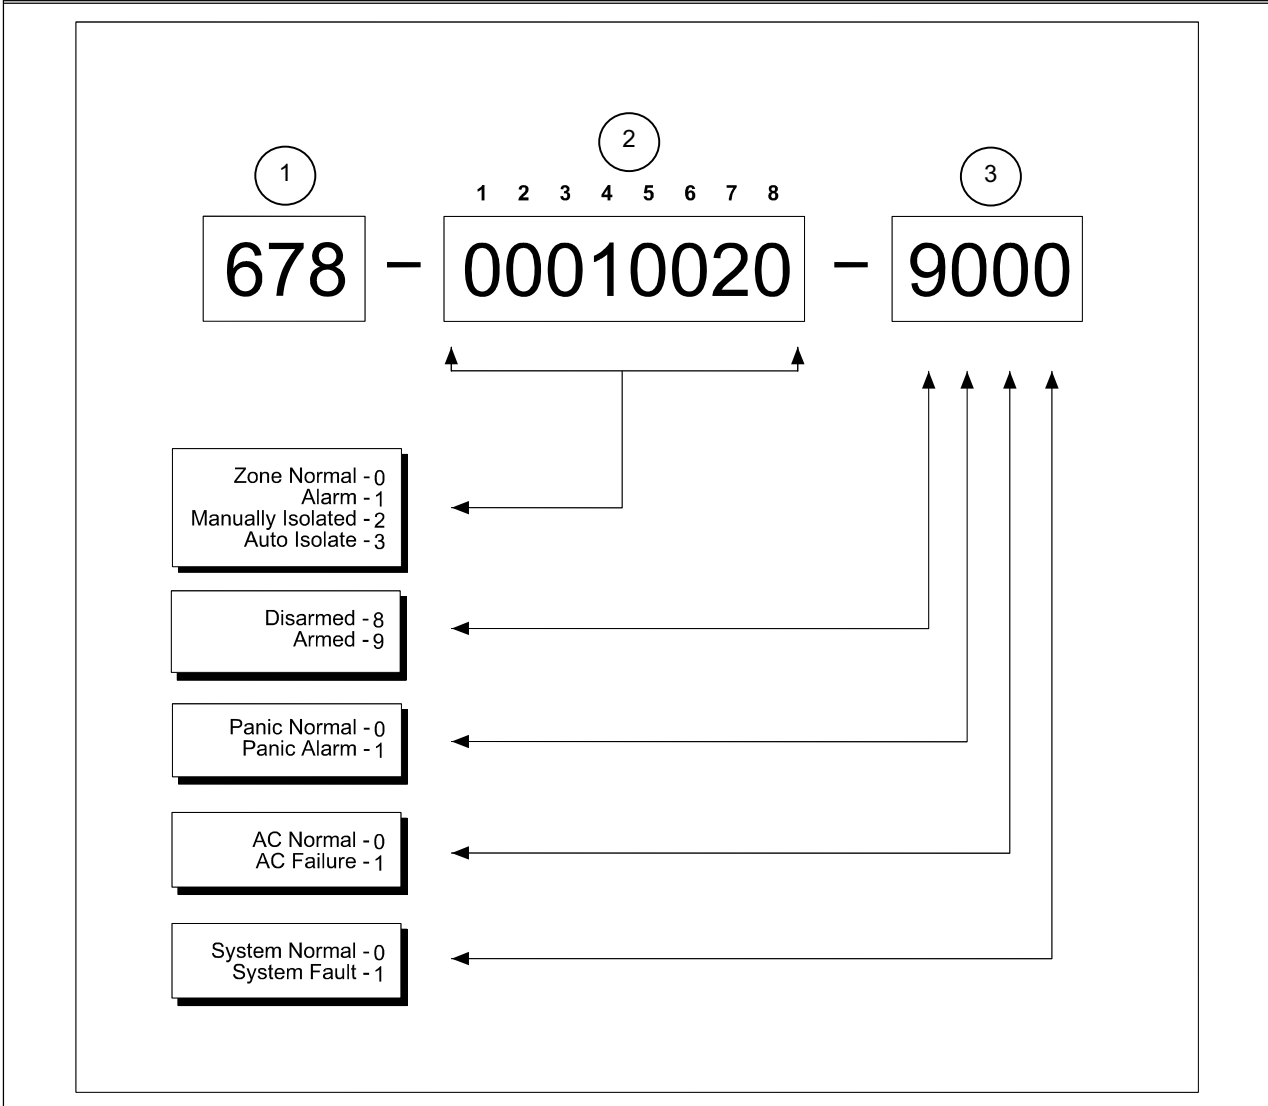 2
1
3
1 2 3 4 5 6 7 8
678 – 00010020 – 9000
Zone Normal - 0
Alarm - 1
Manually Isolated - 2
Auto Isolate - 3
Disarmed - 8
Armed - 9
Panic Normal - 0
Panic Alarm - 1
AC Normal - 0
AC Failure - 1
System Normal - 0
System Fault - 1